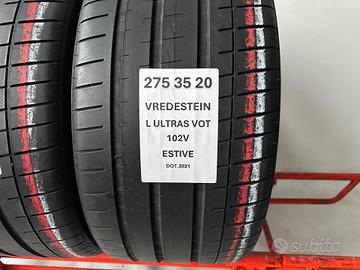 275 35 20
VREDESTEIN
L ULTRAS VOT
102V
ESTIVE
DOT.2021
subito